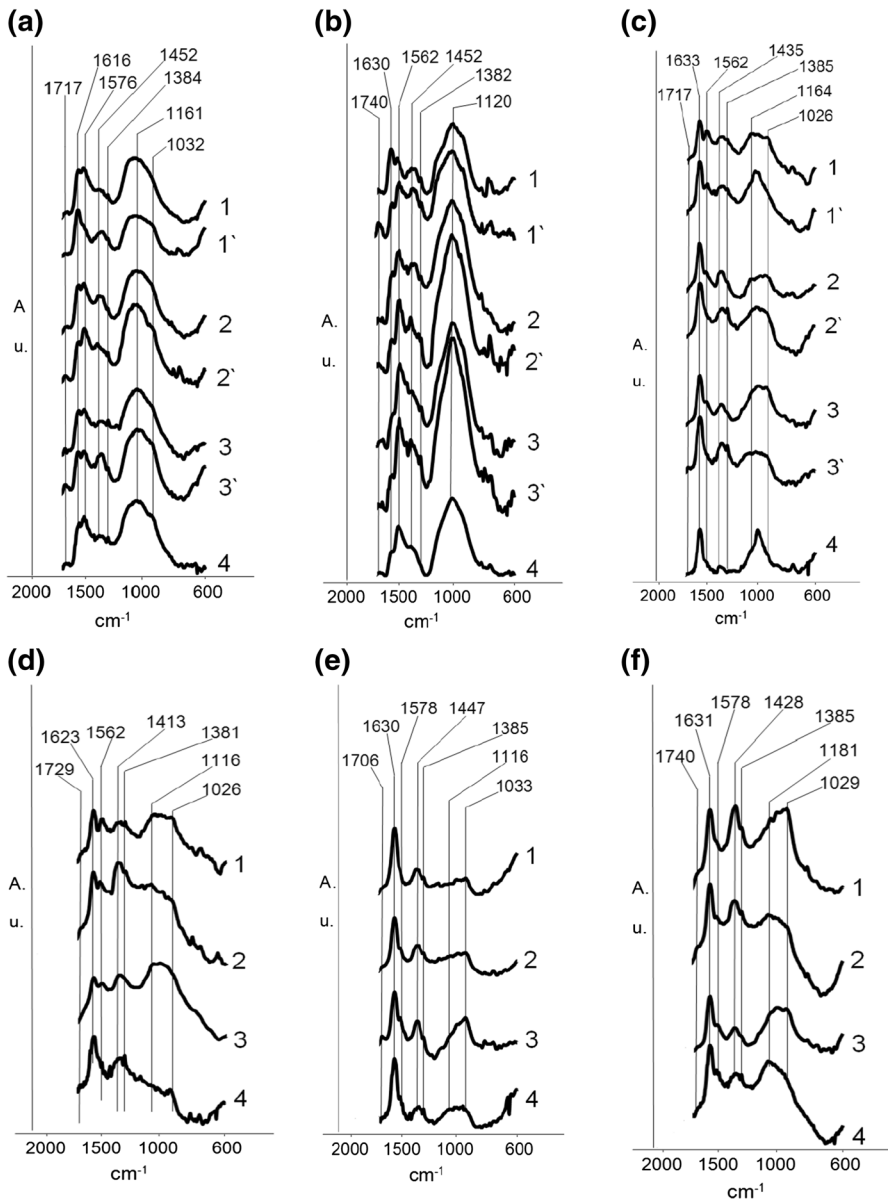 (a)
1452
1616
1384
1576
1717
1161
1032
1
1`
A
2
u.
2`
3
3`
4
2000 1500 1000 600
cm-1
(b)
1562
1630
1452
1382
1740
1120
1
1`
A.
2
u.
2`
3
3`
4
2000 1500 1000 600
cm-1
(c)
1435
1633
1562
1385
1717
1164
1026
1
1`
2
2`
A.
u.
3
3`
4
2000 1500 1000 600
cm-1
(d)
1413
1562
1381
1623
1729
1116
1026
1
A.
u.
2
3
4
2000 1500 1000 600
cm-1
(e)
1578
1447
1630
1385
1706
1116
1033
1
A.
u.
2
3
4
2000 1500 1000 600
cm-1
(f)
1578
1428
1631
1385
1740
1181
1029
1
A.
u.
2
3
4
2000 1500 1000 600
cm-1